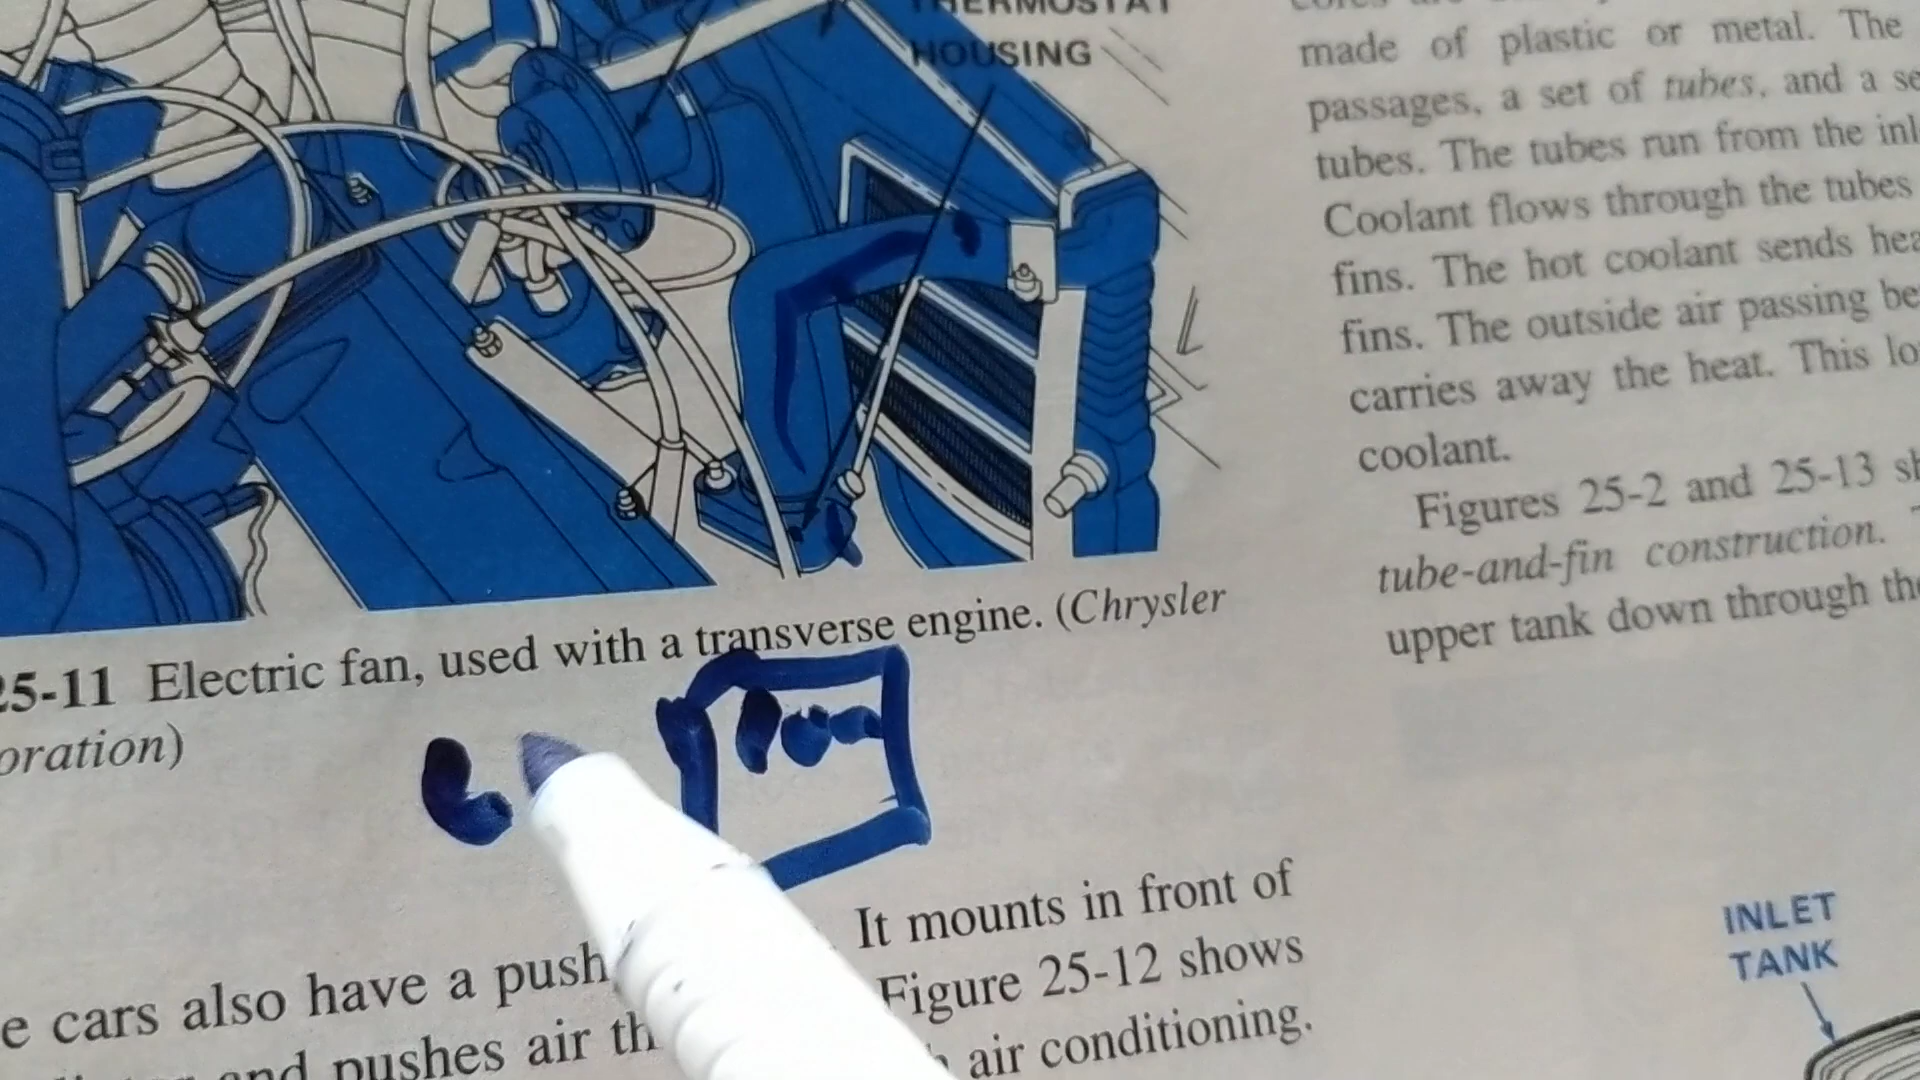 THERMOSTAT
HOUSING
25-11 Electric fan, used with a transverse engine. (Chrysler
oration)
e cars also have a push
It mounts in front of
Figure 25-12 shows
and pushes air th
air conditioning.
made of plastic or metal. The
passages, a set of tubes, and a se
tubes. The tubes run from the inl
Coolant flows through the tubes
fins. The hot coolant sends hea
fins. The outside air passing be
carries away the heat. This lo
coolant.
Figures 25-2 and 25-13 sh
tube-and-fin construction. T
upper tank down through the
INLET
TANK